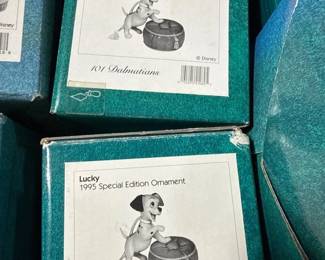 © Disney
101 Dalmatians
Lucky
1995 Special Edition Ornament